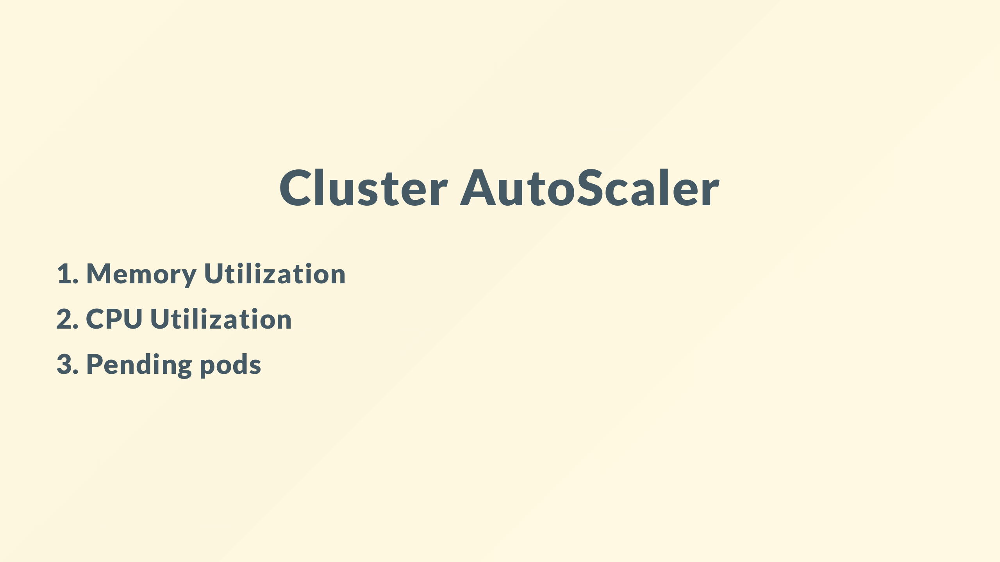 Cluster AutoScaler
1. Memory Utilization
2. CPU Utilization
3. Pending pods